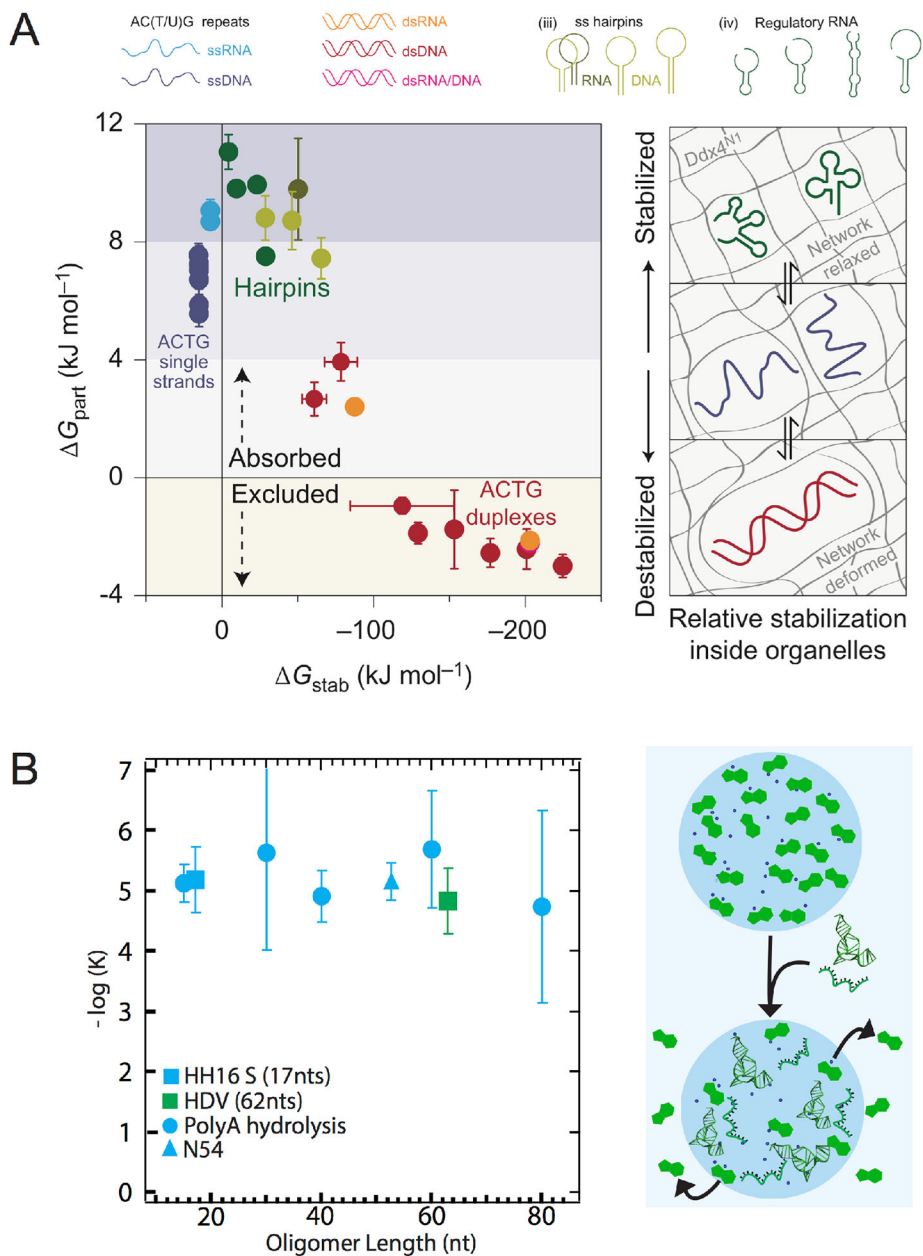 A
AC(T/U)G repeats
ssRNA
ssDNA
dsRNA
dsDNA
dsRNA/DNA
(iii) ss hairpins
RNA DNA
(iv) Regulatory RNA
12
8
4
0
-4
ΔGpart (kJ mol–1)
Hairpins
ACTG
single
strands
Absorbed
Excluded
ACTG
duplexes
0 –100 –200
ΔGstab (kJ mol–1)
Stabilized
Destabilized
Ddx4N1
Network
relaxed
Network
deformed
Relative stabilization
inside organelles
B
7
6
5
4
3
2
1
0
- log (K)
HH16 S (17nts)
HDV (62nts)
PolyA hydrolysis
N54
20 40 60 80
Oligomer Length (nt)